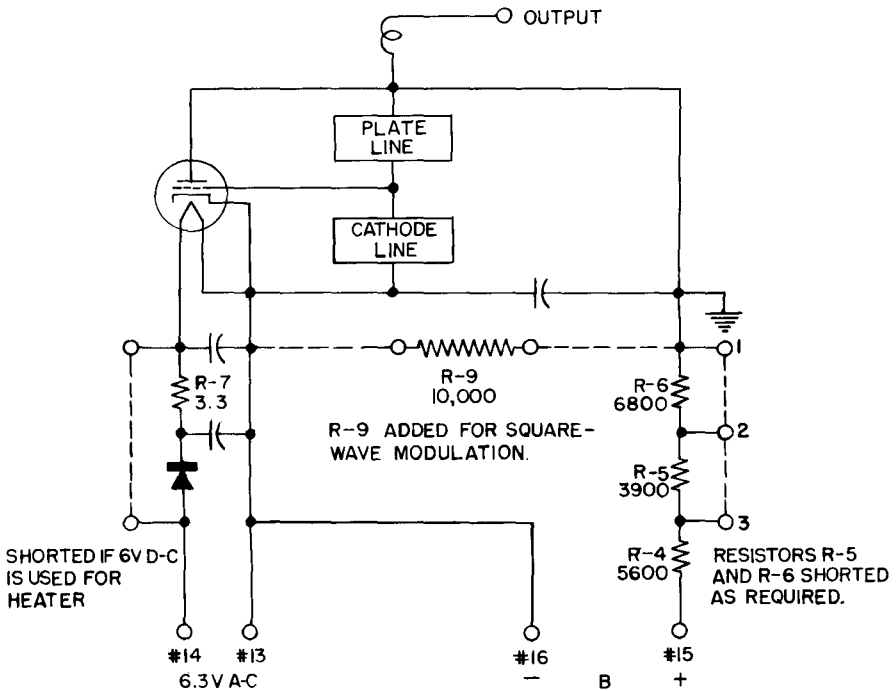 OUTPUT
PLATE
LINE
CATHODE
LINE
R-7
3.3
R-9
10,000
R-9 ADDED FOR SQUARE-
WAVE MODULATION.
1
R-6
6800
2
R-5
3900
3
R-4
5600
SHORTED IF 6V D-C
IS USED FOR
HEATER
RESISTORS R-5
AND R-6 SHORTED
AS REQUIRED.
#14 #13
6.3 V A-C
#16 #15
− B +